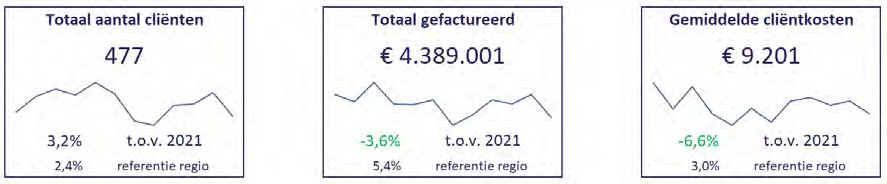 Totaal aantal cliënten
477
3,2% t.o.v. 2021
2,4% referentie regio
Totaal gefactureerd
€ 4.389.001
-3,6% t.o.v. 2021
5,4% referentie regio
Gemiddelde cliëntkosten
€ 9.201
-6,6% t.o.v. 2021
3,0% referentie regio